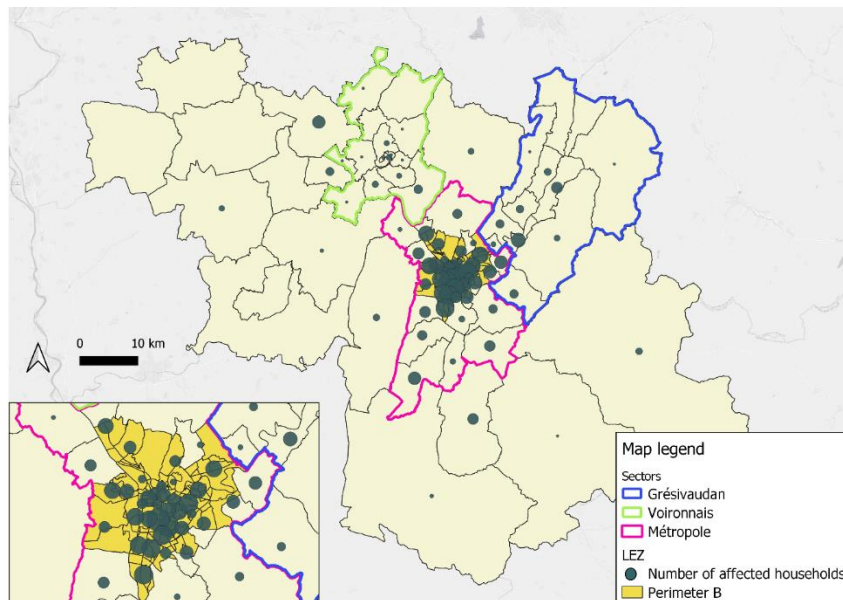 0 10 km
Map legend
Sectors
Grésivaudan
Voironnais
Métropole
LEZ
Number of affected households
Perimeter B